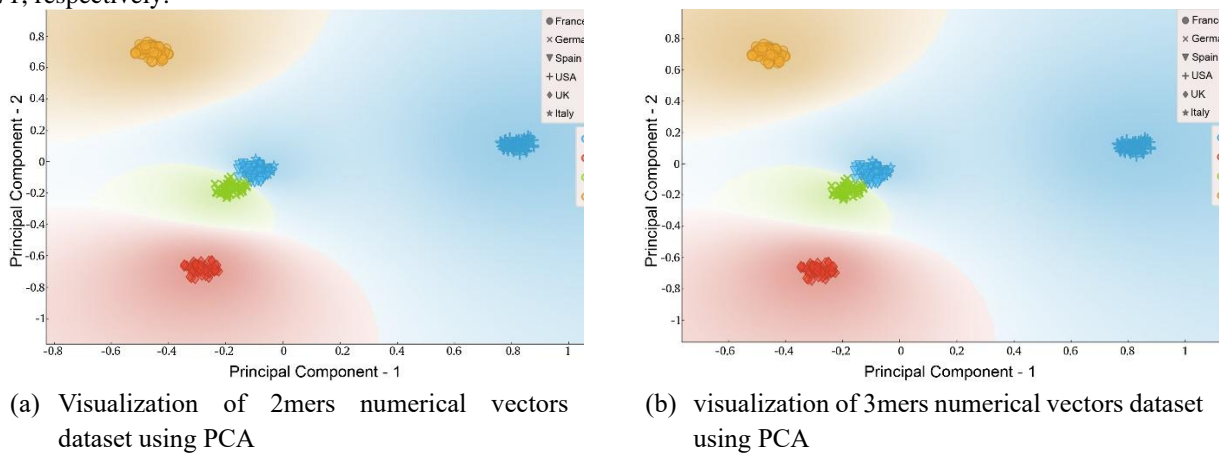 respectively.
0.8
0.6
0.4
0.2
0
-0.2
-0.4
-0.6
-0.8
-1
Principal Component - 2
-0.8 -0.6 -0.4 -0.2 0 0.2 0.4 0.6 0.8 1
Principal Component - 1
France
Germa
Spain
USA
UK
Italy
(a) Visualization of 2mers numerical vectors
dataset using PCA
0.8
0.6
0.4
0.2
0
-0.2
-0.4
-0.6
-0.8
-1
Principal Component - 2
-0,6 -0.4 -0.2 0 0.2 0.4 0.6 0.8 1
Principal Component - 1
France
Germa
Spain
USA
UK
Italy
(b) visualization of 3mers numerical vectors dataset
using PCA